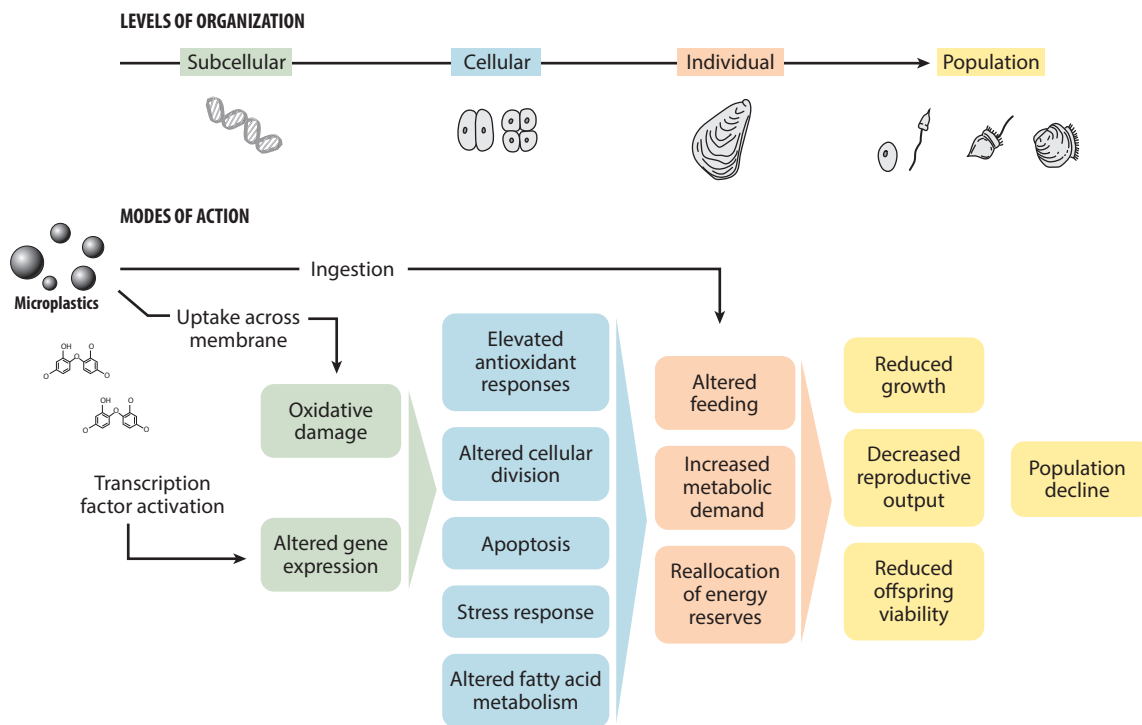 LEVELS OF ORGANIZATION
Subcellular
Cellular
Individual
Population
MODES OF ACTION
Ingestion
Microplastics
Uptake across
membrane
OH
O
O
O
O
OH
O
O
O
O
Transcription
factor activation
Oxidative
damage
Altered gene
expression
Elevated
antioxidant
responses
Altered cellular
division
Apoptosis
Stress response
Altered fatty acid
metabolism
Altered
feeding
Increased
metabolic
demand
Reallocation
of energy
reserves
Reduced
growth
Decreased
reproductive
output
Reduced
offspring
viability
Population
decline